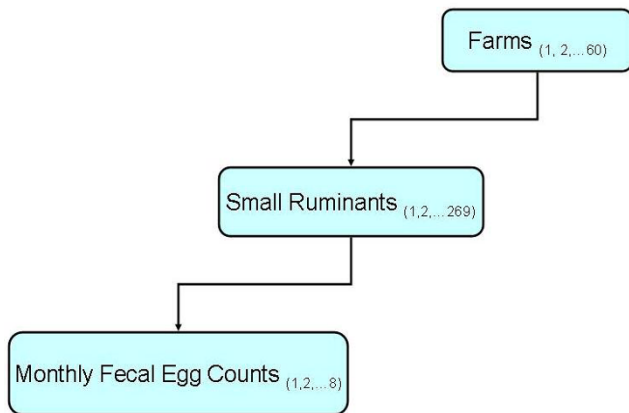 Farms (1, 2,...60)
Small Ruminants (1,2,...269)
Monthly Fecal Egg Counts (1,2,...8)